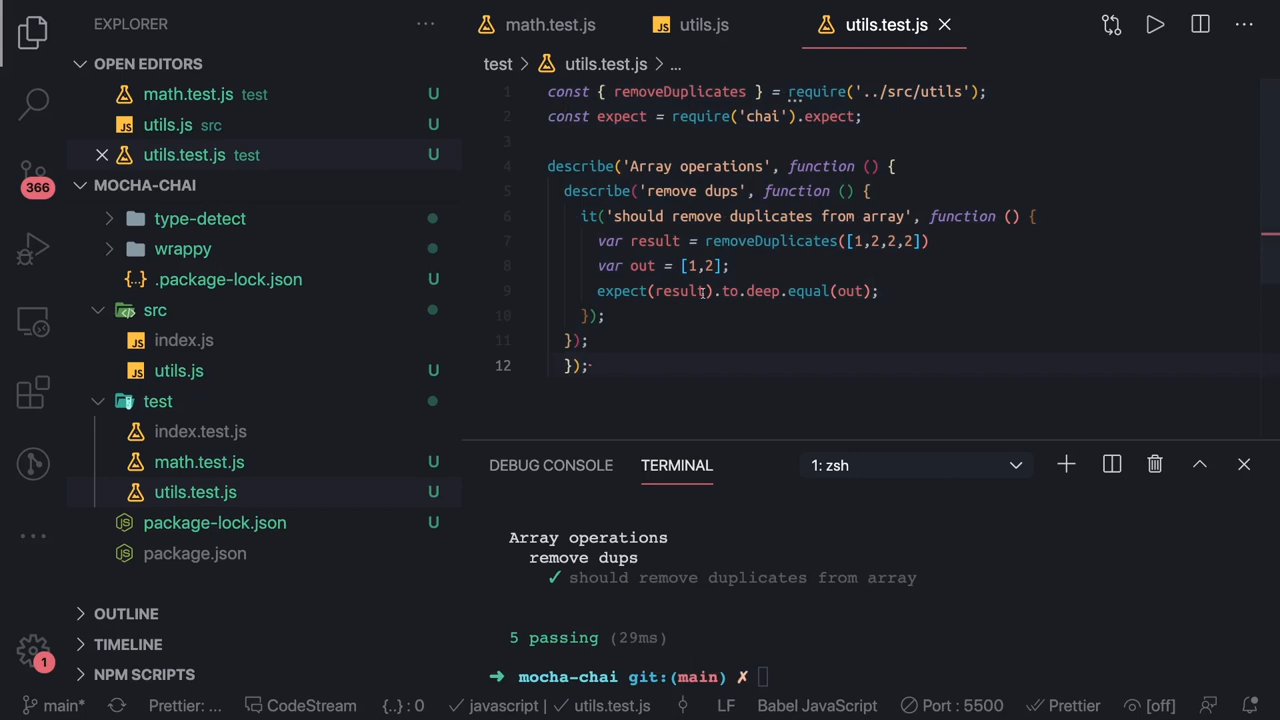 EXPLORER
OPEN EDITORS
math.test.js test U
JS utils.js src U
utils.test.js test U
366
MOCHA-CHAI
type-detect
wrappy
{..} .package-lock.json U
src
JS index.js
JS utils.js U
test
index.test.js
math.test.js U
utils.test.js U
package-lock.json U
package.json
OUTLINE
TIMELINE
1
NPM SCRIPTS
math.test.js
JS utils.js
utils.test.js
test > utils.test.js > ...
1 const { removeDuplicates } = require('../src/utils');
2 const expect = require('chai').expect;
3
4 describe('Array operations', function () {
5 describe('remove dups', function () {
6 it('should remove duplicates from array', function () {
7 var result = removeDuplicates([1,2,2,2])
8 var out = [1,2];
9 expect(result).to.deep.equal(out);
10 });
11 });
12 });
DEBUG CONSOLE TERMINAL 1: zsh
Array operations
remove dups
✓ should remove duplicates from array
5 passing (29ms)
➜ mocha-chai git:(main) ✗
main* Prettier: ... CodeStream {..} : 0 ✓ javascript | ✓ utils.test.js LF Babel JavaScript Port : 5500 Prettier [off]